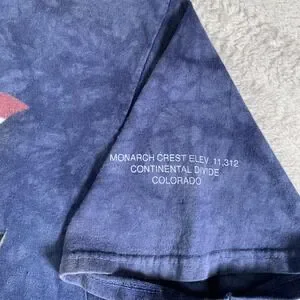 MONARCH CREST ELEV. 11,312
CONTINENTAL DIVIDE
COLORADO